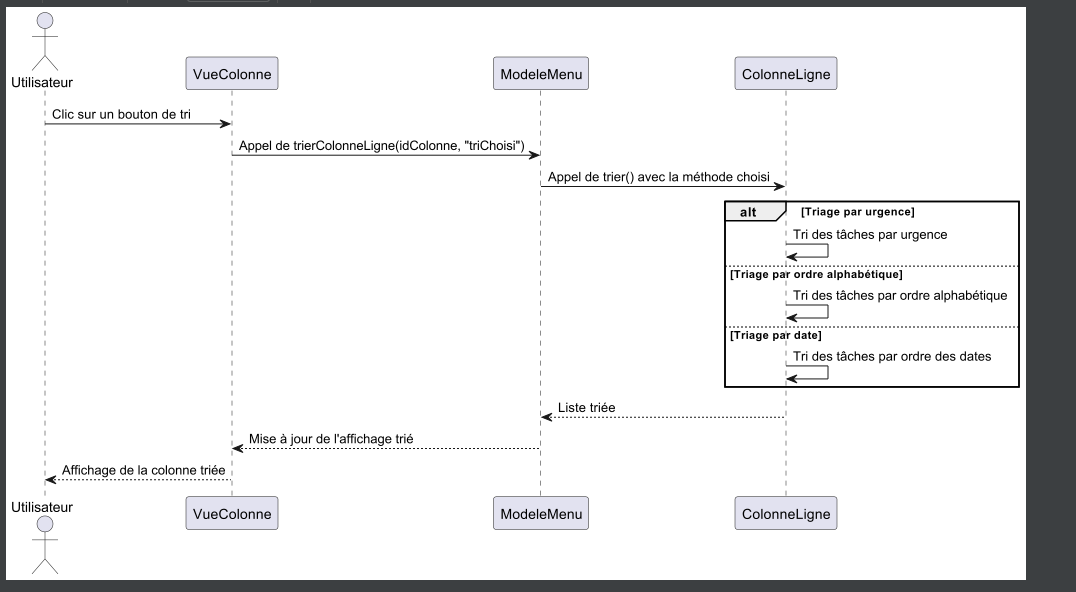 Utilisateur
VueColonne
ModeleMenu
ColonneLigne
Clic sur un bouton de tri
Appel de trierColonneLigne(idColonne, "triChoisi")
Appel de trier() avec la méthode choisi
alt
[Triage par urgence]
Tri des tâches par urgence
[Triage par ordre alphabétique]
Tri des tâches par ordre alphabétique
[Triage par date]
Tri des tâches par ordre des dates
Liste triée
Mise à jour de l'affichage trié
Affichage de la colonne triée
Utilisateur
VueColonne
ModeleMenu
ColonneLigne